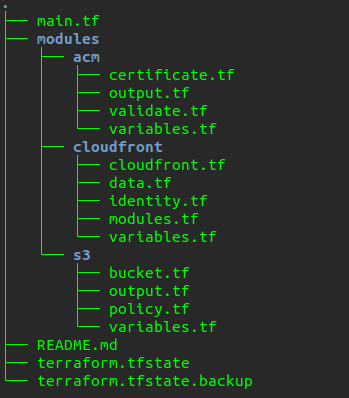 .
├── main.tf
├── modules
│   ├── acm
│   │   ├── certificate.tf
│   │   ├── output.tf
│   │   ├── validate.tf
│   │   └── variables.tf
│   ├── cloudfront
│   │   ├── cloudfront.tf
│   │   ├── data.tf
│   │   ├── identity.tf
│   │   ├── modules.tf
│   │   └── variables.tf
│   └── s3
│       ├── bucket.tf
│       ├── output.tf
│       ├── policy.tf
│       └── variables.tf
├── README.md
├── terraform.tfstate
└── terraform.tfstate.backup